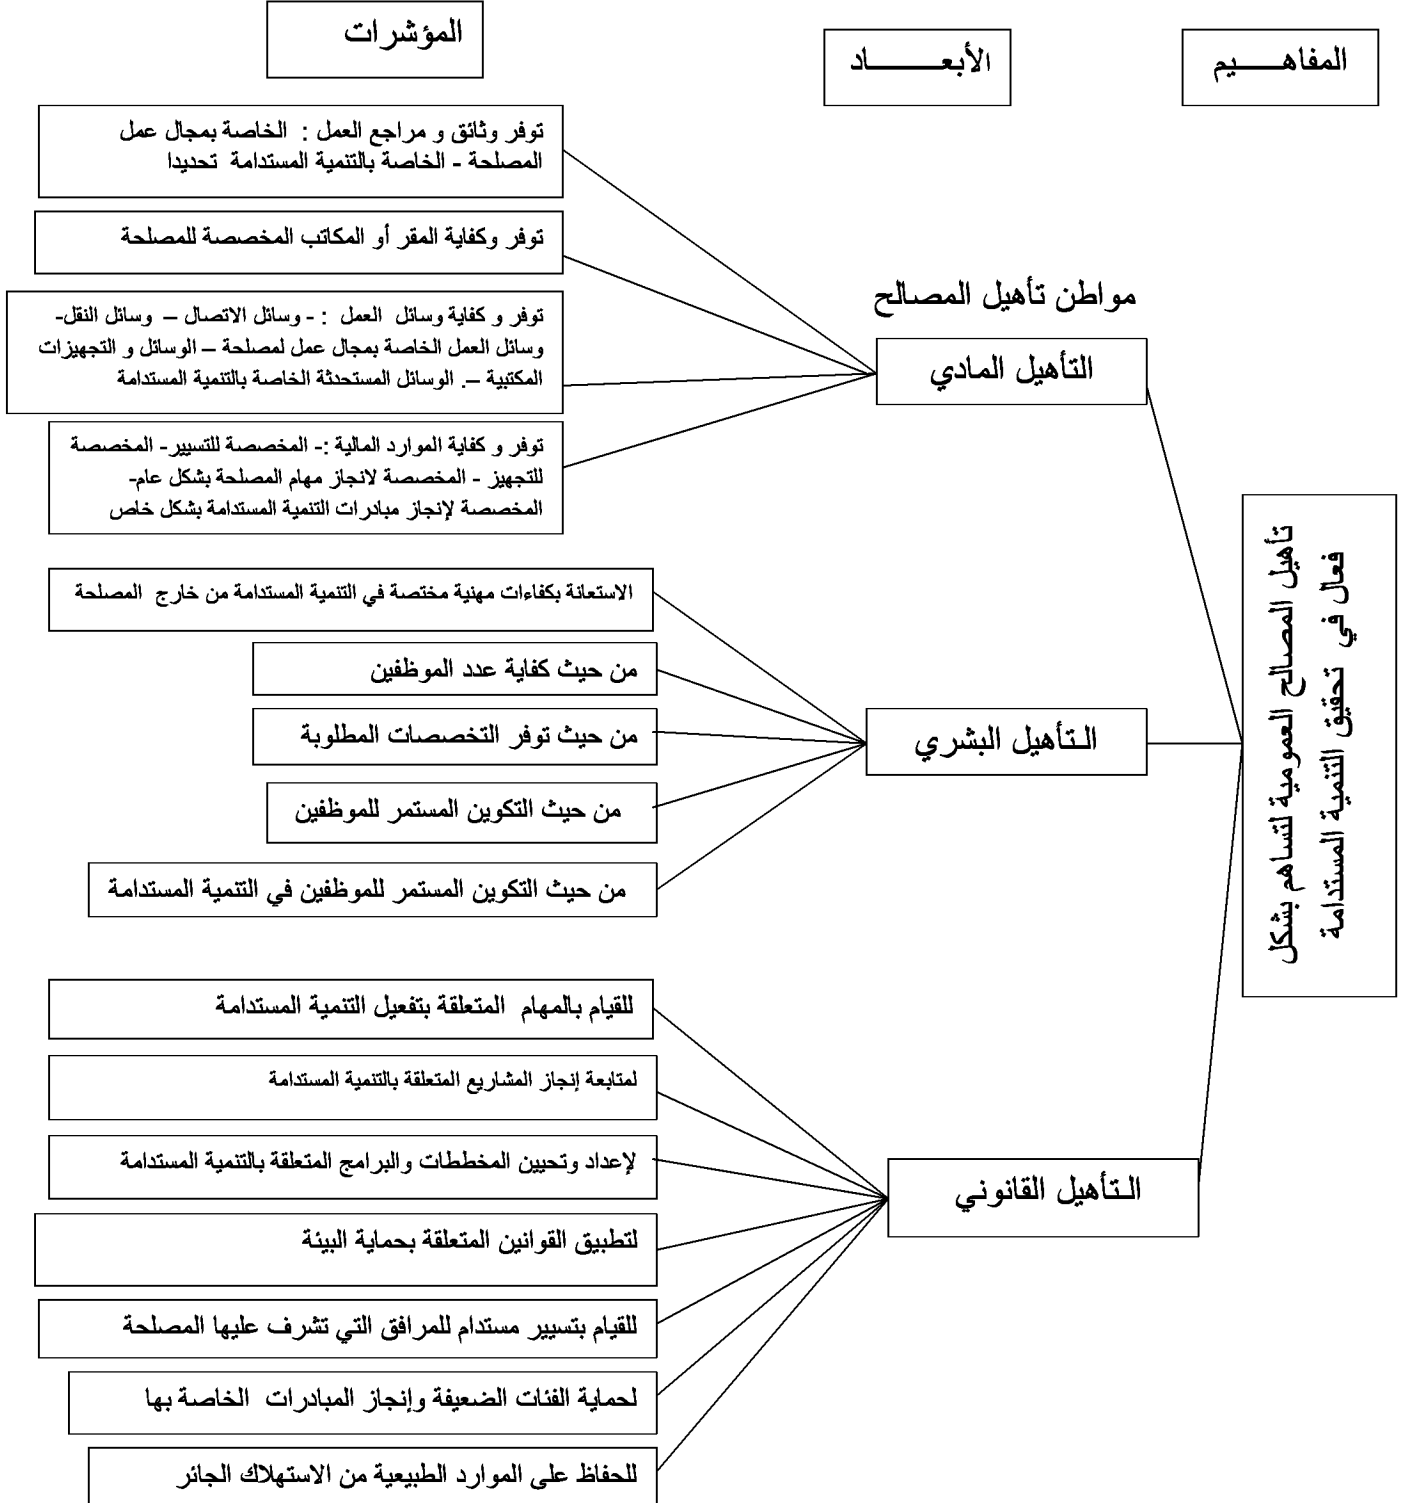 المفاهـــــيم
الأبعـــــــــاد
المؤشرات
توفر وثائق و مراجع العمل : الخاصة بمجال عمل
المصلحة - الخاصة بالتنمية المستدامة تحديدا
توفر وكفاية المقر أو المكاتب المخصصة للمصلحة
توفر و كفاية وسائل العمل : - وسائل الاتصال – وسائل النقل-
وسائل العمل الخاصة بمجال عمل لمصلحة – الوسائل و التجهيزات
المكتبية –. الوسائل المستحدثة الخاصة بالتنمية المستدامة
توفر و كفاية الموارد المالية :- المخصصة للتسيير- المخصصة
للتجهيز - المخصصة لانجاز مهام المصلحة بشكل عام-
المخصصة لإنجاز مبادرات التنمية المستدامة بشكل خاص
مواطن تأهيل المصالح
التأهيل المادي
تأهيل المصالح العمومية لتساهم بشكل
فعال في تحقيق التنمية المستدامة
الاستعانة بكفاءات مهنية مختصة في التنمية المستدامة من خارج المصلحة
من حيث كفاية عدد الموظفين
من حيث توفر التخصصات المطلوبة
من حيث التكوين المستمر للموظفين
من حيث التكوين المستمر للموظفين في التنمية المستدامة
الـتأهيل البشري
للقيام بالمهام المتعلقة بتفعيل التنمية المستدامة
لمتابعة إنجاز المشاريع المتعلقة بالتنمية المستدامة
لإعداد وتحيين المخططات والبرامج المتعلقة بالتنمية المستدامة
لتطبيق القوانين المتعلقة بحماية البيئة
للقيام بتسيير مستدام للمرافق التي تشرف عليها المصلحة
لحماية الفئات الضعيفة وإنجاز المبادرات الخاصة بها
للحفاظ على الموارد الطبيعية من الاستهلاك الجائر
الـتأهيل القانوني